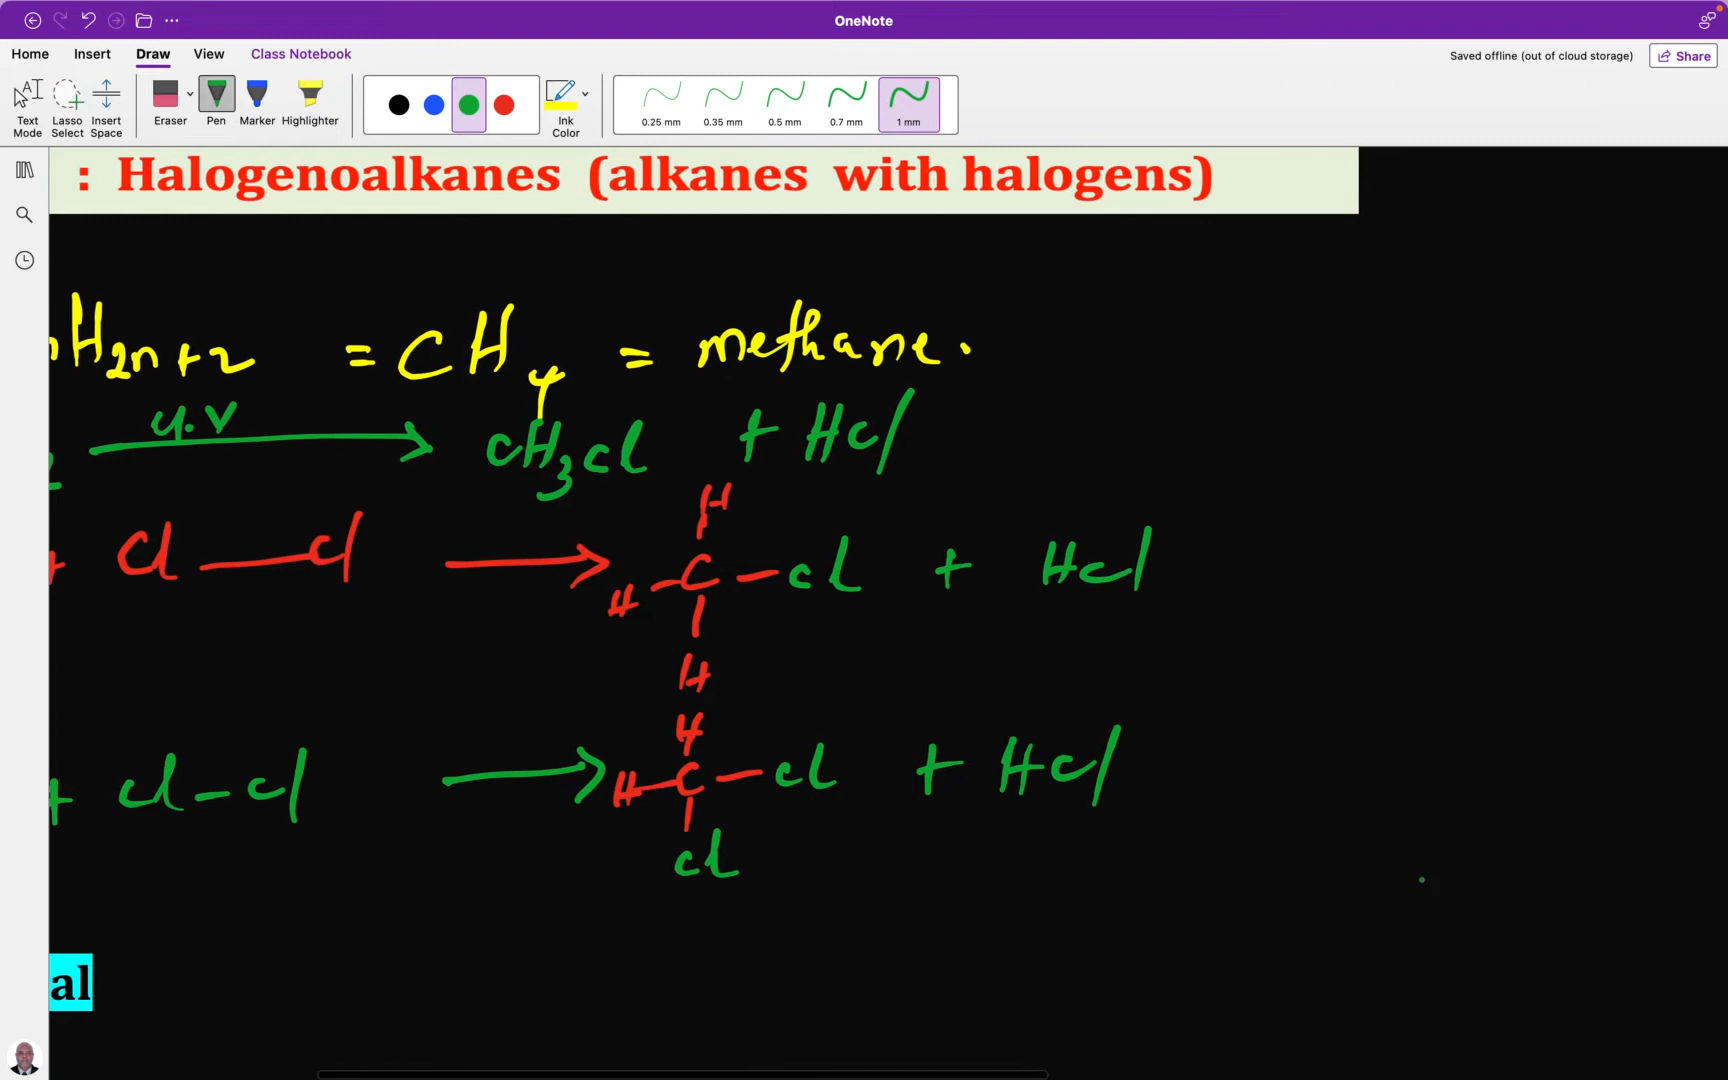 OneNote
Home Insert Draw View Class Notebook
Saved offline (out of cloud storage) Share
Text Mode
Lasso Select
Insert Space
Eraser
Pen
Marker
Highlighter
Ink Color
0.25 mm
0.35 mm
0.5 mm
0.7 mm
1 mm
: Halogenoalkanes (alkanes with halogens)
H2n+2 = CH4 = methane.
u.v
CH3Cl + HCl
H
+ Cl — Cl → H - C - Cl + HCl
H
H
+ Cl - Cl → H - C - Cl + HCl
Cl
al